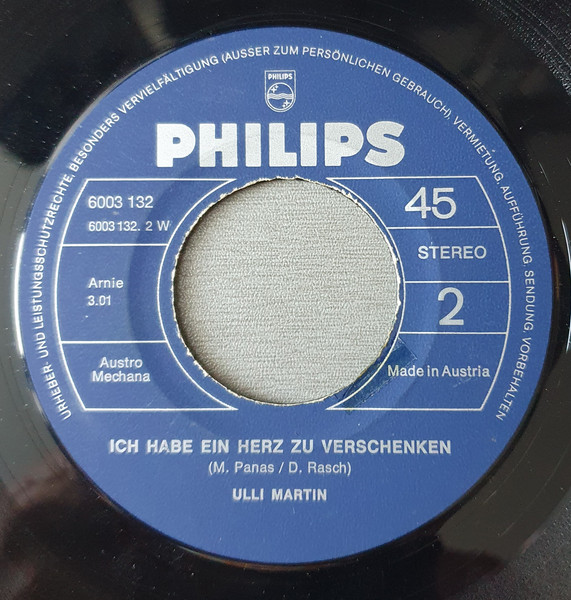 URHEBER- UND LEISTUNGSSCHUTZRECHTE, BESONDERS VERVIELFÄLTIGUNG (AUSSER ZUM PERSÖNLICHEN GEBRAUCH), VERMIETUNG, AUFFÜHRUNG, SENDUNG, VORBEHALTEN
PHILIPS
PHILIPS
6003 132
6003 132. 2 W
45
STEREO
Arnie
3.01
2
Austro
Mechana
Made in Austria
ICH HABE EIN HERZ ZU VERSCHENKEN
(M. Panas / D. Rasch)
ULLI MARTIN